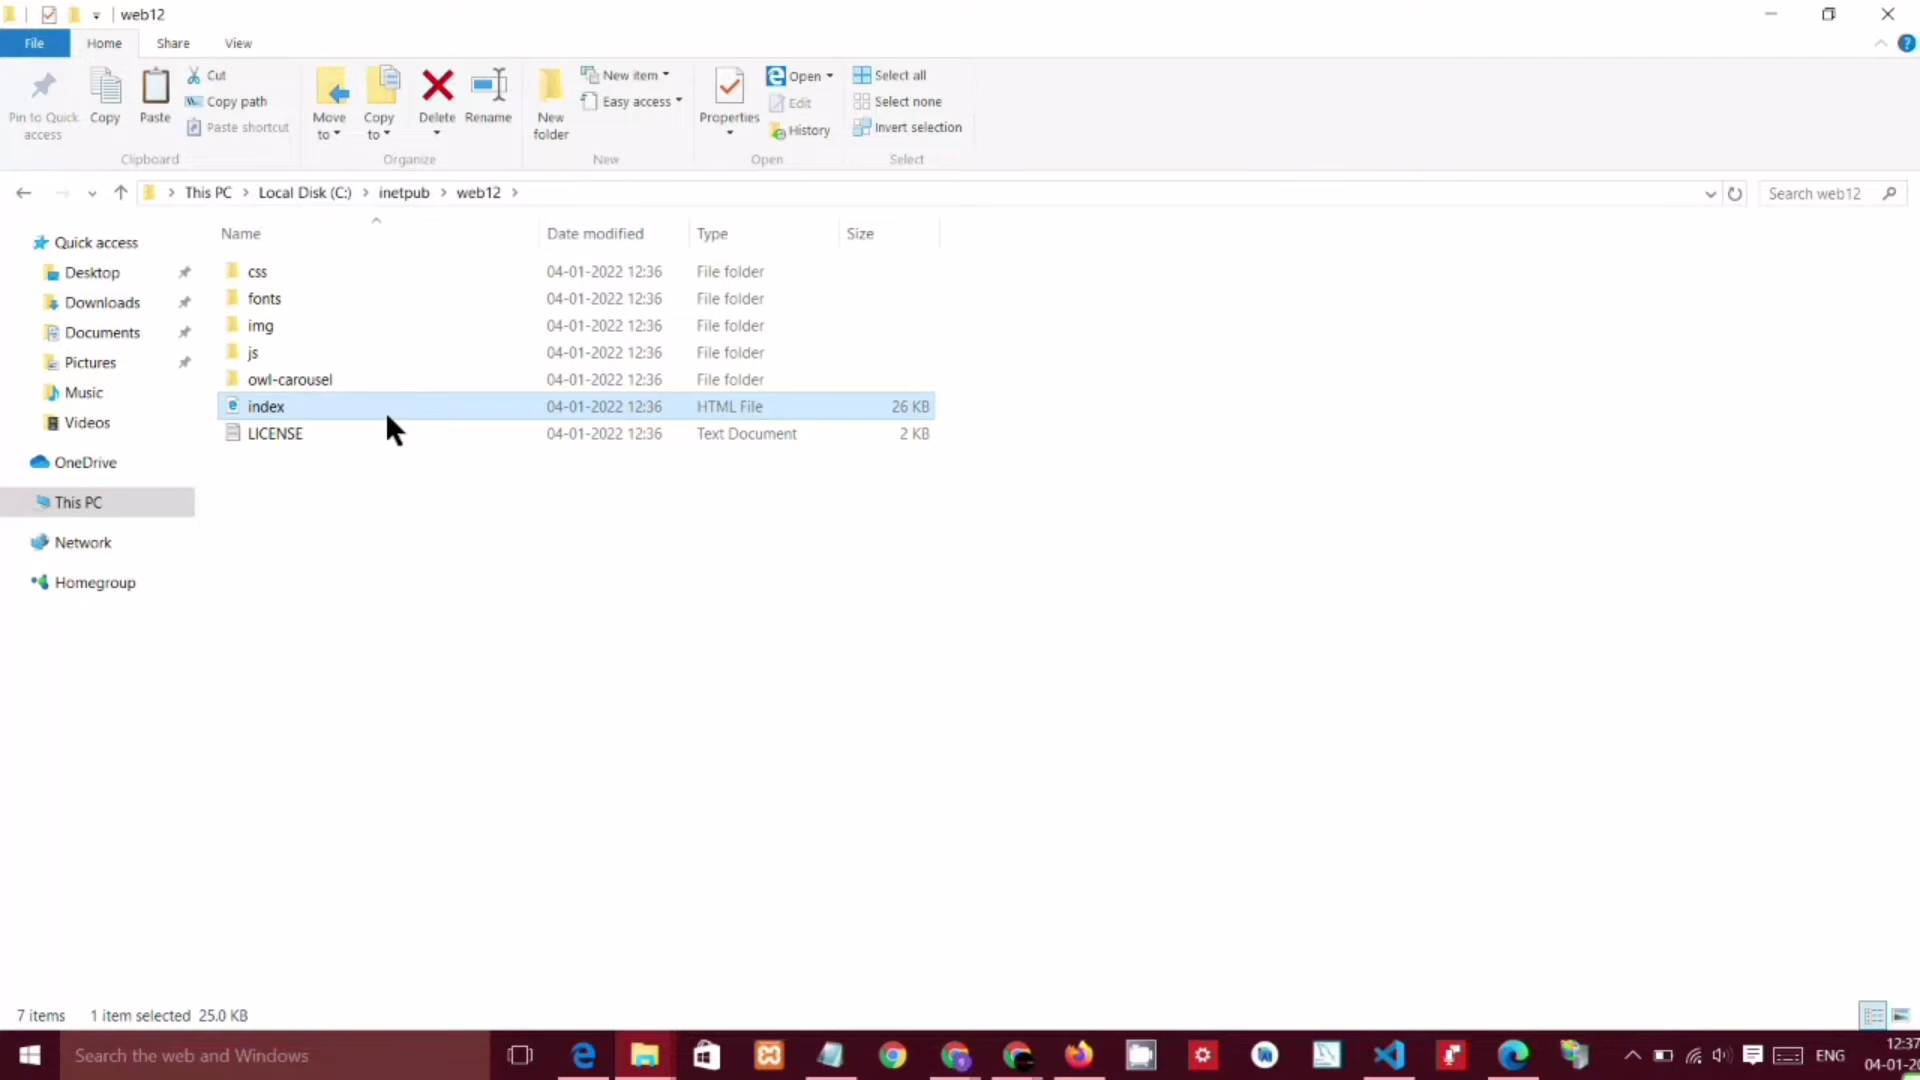 web12
File Home Share View
Pin to Quick access
Copy
Paste
Cut
Copy path
Paste shortcut
Clipboard
Move to
Copy to
Delete
Rename
Organize
New folder
New item
Easy access
New
Properties
Open
Edit
History
Open
Select all
Select none
Invert selection
Select
This PC > Local Disk (C:) > inetpub > web12 >
Search web12
Name Date modified Type Size
css 04-01-2022 12:36 File folder
fonts 04-01-2022 12:36 File folder
img 04-01-2022 12:36 File folder
js 04-01-2022 12:36 File folder
owl-carousel 04-01-2022 12:36 File folder
index 04-01-2022 12:36 HTML File 26 KB
LICENSE 04-01-2022 12:36 Text Document 2 KB
Quick access
Desktop
Downloads
Documents
Pictures
Music
Videos
OneDrive
This PC
Network
Homegroup
7 items 1 item selected 25.0 KB
Search the web and Windows
ENG
12:37